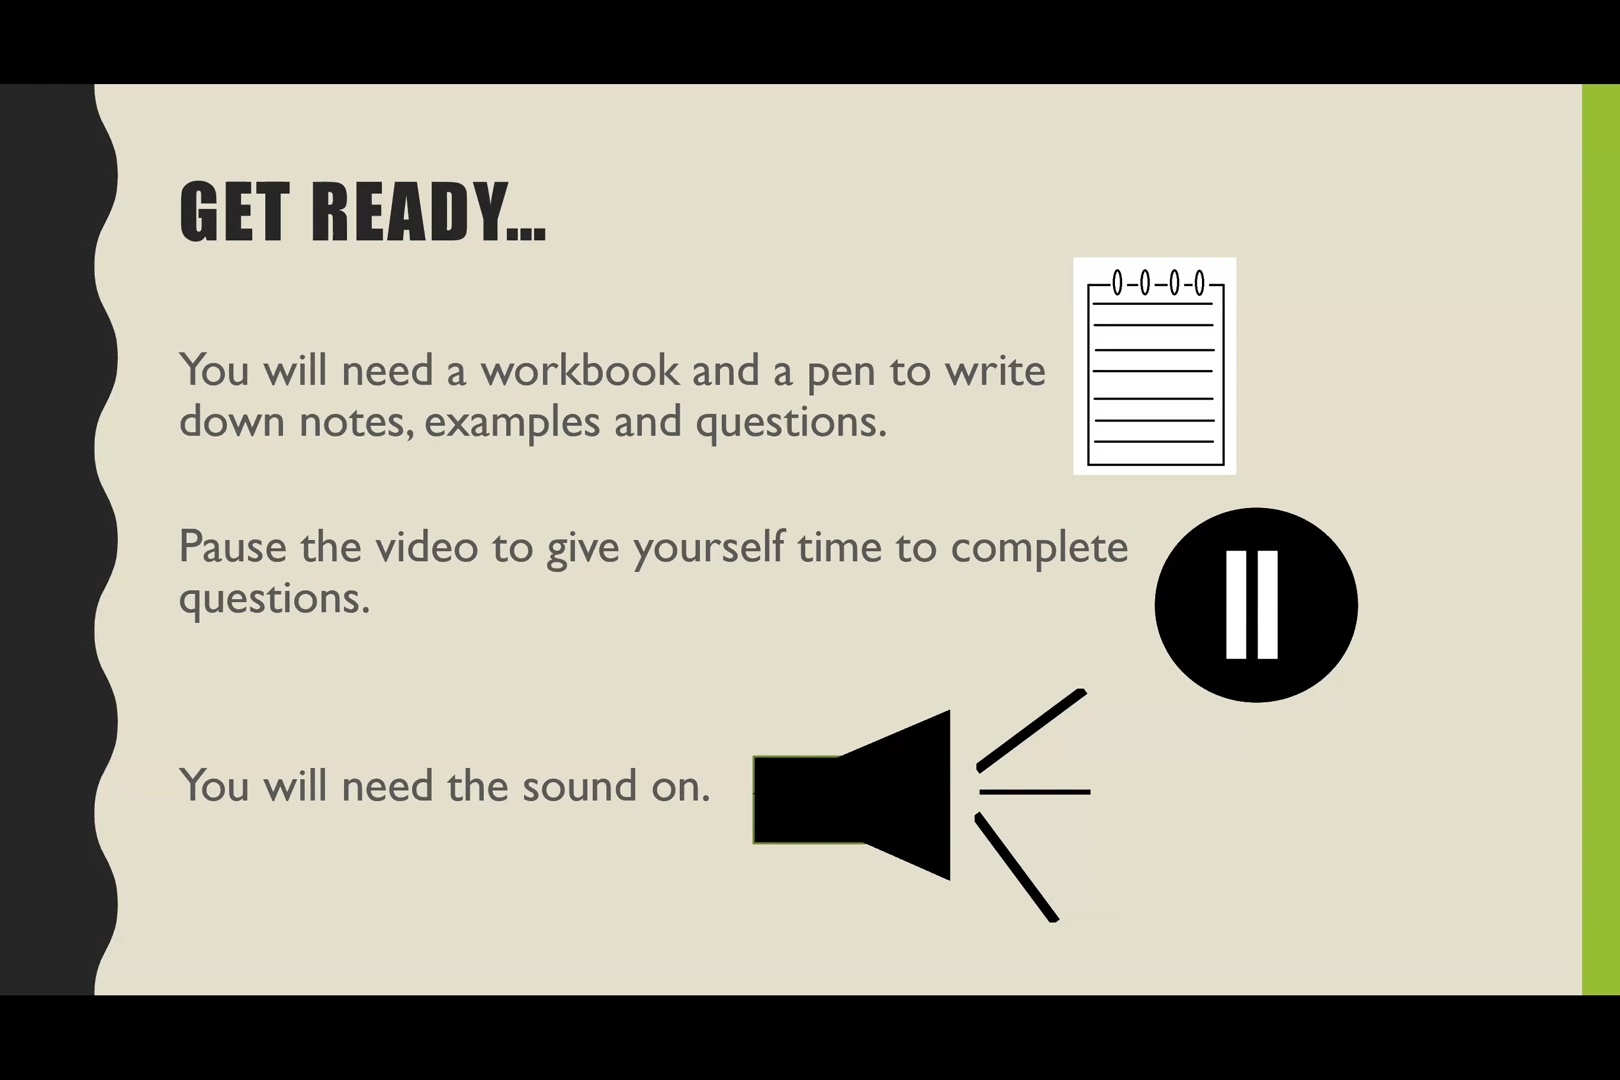 GET READY...
You will need a workbook and a pen to write
down notes, examples and questions.
Pause the video to give yourself time to complete
questions.
You will need the sound on.